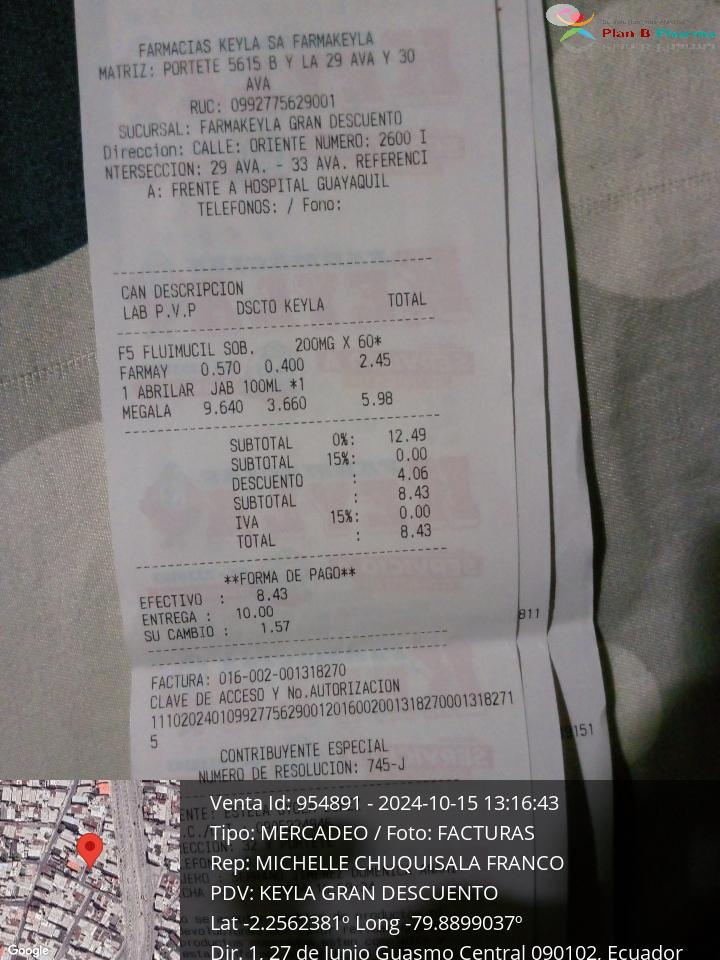 Plan B Pharma
FARMACIAS KEYLA SA FARMAKEYLA
MATRIZ: PORTETE 5615 B Y LA 29 AVA Y 30
AVA
RUC: 0992775629001
SUCURSAL: FARMAKEYLA GRAN DESCUENTO
Direccion: CALLE: ORIENTE NUMERO: 2600 I
NTERSECCION: 29 AVA. - 33 AVA. REFERENCI
A: FRENTE A HOSPITAL GUAYAQUIL
TELEFONOS: / Fono:
CAN DESCRIPCION
LAB P.V.P DSCTO KEYLA TOTAL
F5 FLUIMUCIL SOB. 200MG X 60*
FARMAY 0.570 0.400 2.45
1 ABRILAR JAB 100ML *1
MEGALA 9.640 3.660 5.98
SUBTOTAL 0%: 12.49
SUBTOTAL 15%: 0.00
DESCUENTO : 4.06
SUBTOTAL : 8.43
IVA 15%: 0.00
TOTAL : 8.43
**FORMA DE PAGO**
EFECTIVO : 8.43
ENTREGA : 10.00
SU CAMBIO : 1.57
811
FACTURA: 016-002-001318270
CLAVE DE ACCESO Y No.AUTORIZACION
111020240109927756290012016002001318270001318271
5
9151
CONTRIBUYENTE ESPECIAL
NUMERO DE RESOLUCION: 745-J
Venta Id: 954891 - 2024-10-15 13:16:43
Tipo: MERCADEO / Foto: FACTURAS
Rep: MICHELLE CHUQUISALA FRANCO
PDV: KEYLA GRAN DESCUENTO
Lat -2.2562381º Long -79.8899037º
Dir. 1, 27 de Junio Guasmo Central 090102, Ecuador
Google